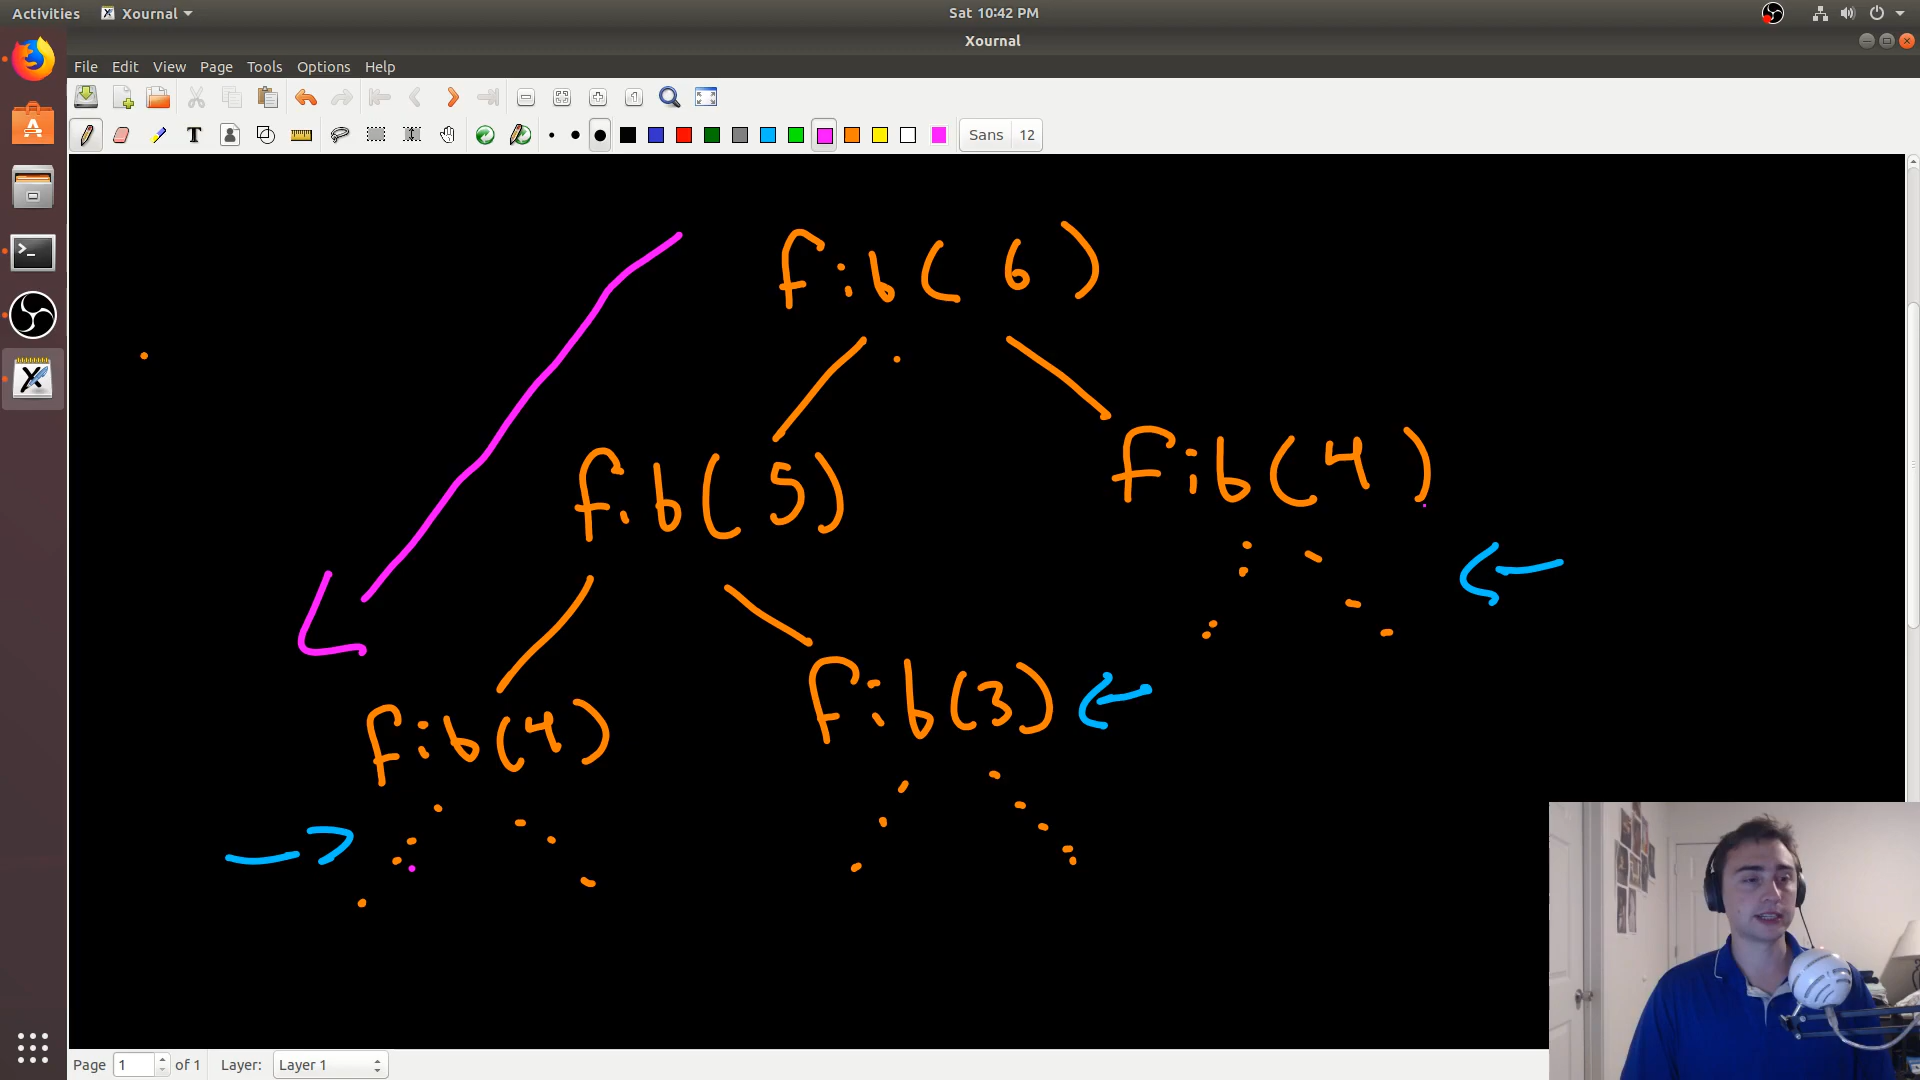 Activities Xournal Sat 10:42 PM
Xournal
File Edit View Page Tools Options Help
T Sans 12
fib(6)
fib(5) fib(4)
fib(4) fib(3)
Page 1 of 1 Layer: Layer 1